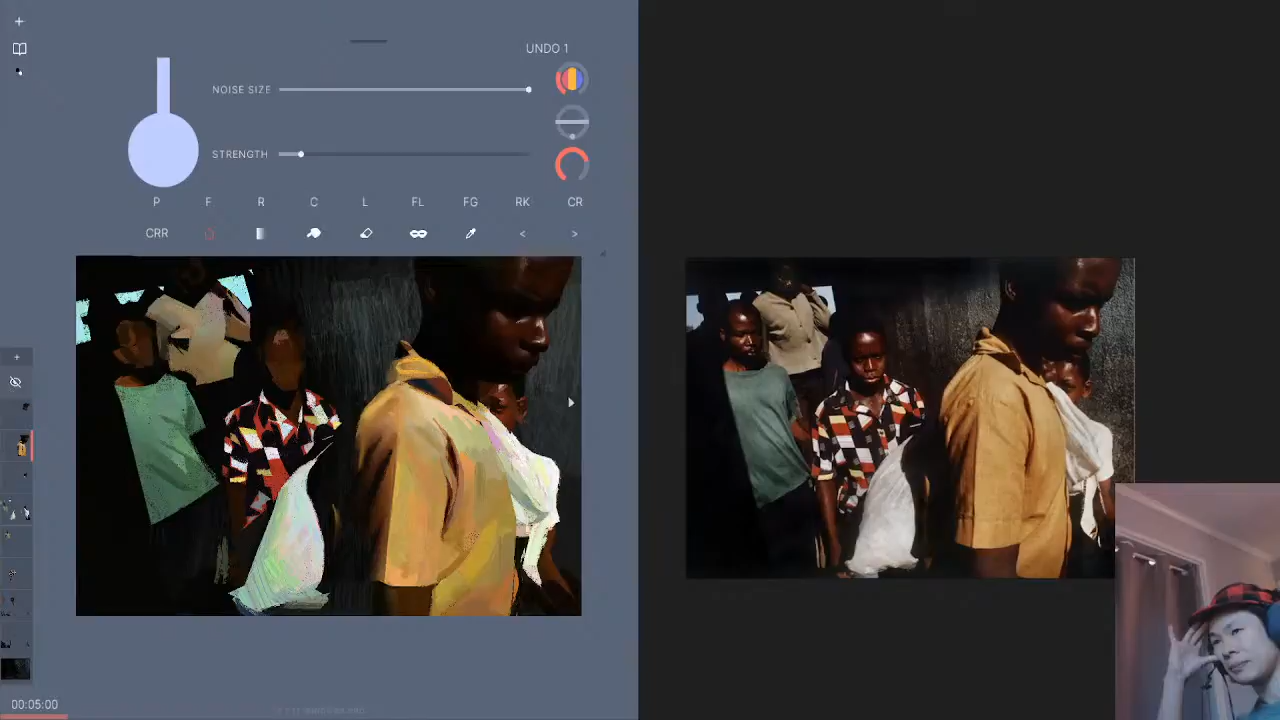 UNDO 1
NOISE SIZE
STRENGTH
P F R C L FL FG RK CR
CRR < >
00:05:00